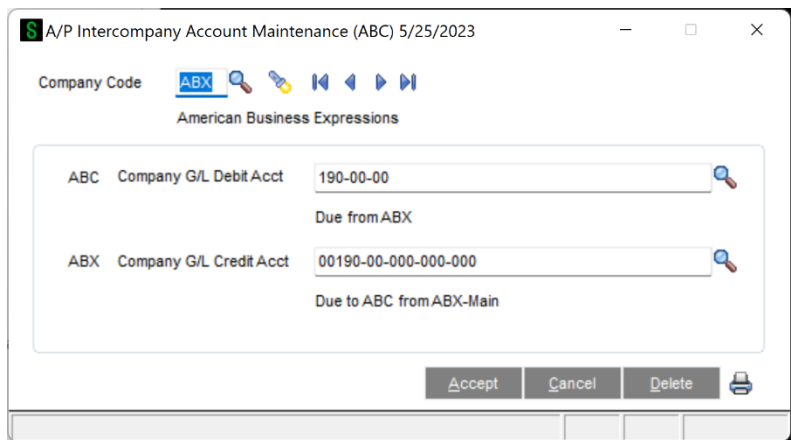 S A/P Intercompany Account Maintenance (ABC) 5/25/2023
Company Code ABX
American Business Expressions
ABC Company G/L Debit Acct 190-00-00
Due from ABX
ABX Company G/L Credit Acct 00190-00-000-000-000
Due to ABC from ABX-Main
Accept Cancel Delete